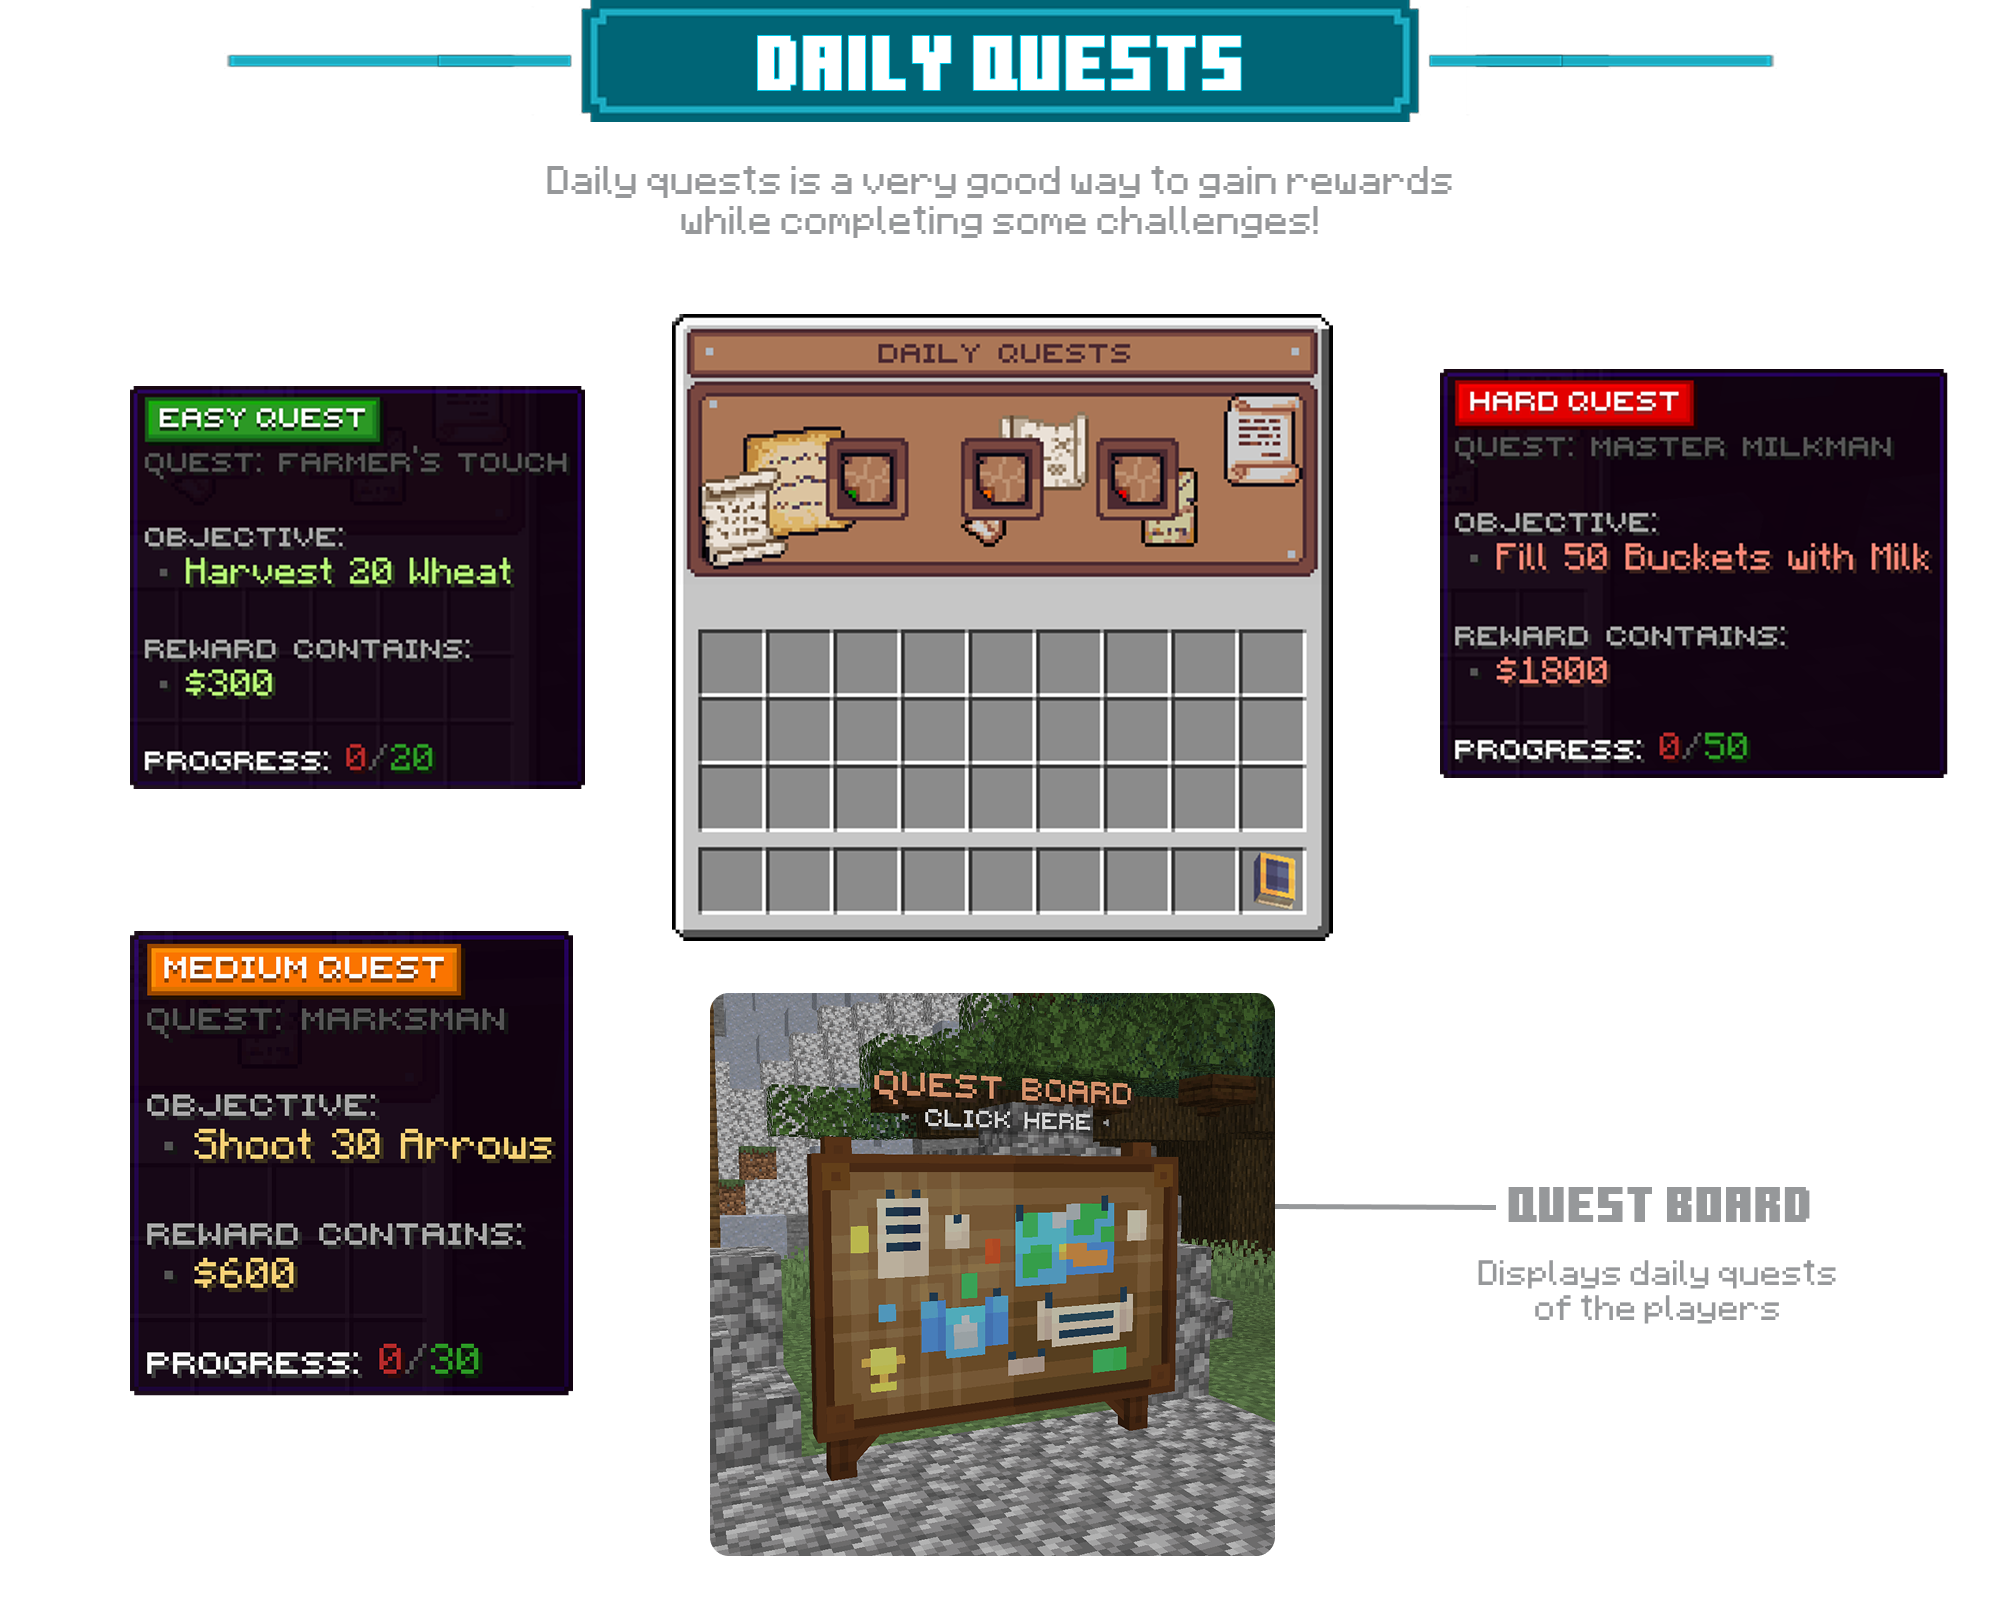 DAILY QUESTS
Daily quests is a very good way to gain rewards
while completing some challenges!
DAILY QUESTS
EASY QUEST
QUEST: FARMER'S TOUCH
OBJECTIVE:
· Harvest 20 Wheat
REWARD CONTAINS:
· $300
PROGRESS: 0/20
HARD QUEST
QUEST: MASTER MILKMAN
OBJECTIVE:
· Fill 50 Buckets with Milk
REWARD CONTAINS:
· $1800
PROGRESS: 0/50
MEDIUM QUEST
QUEST: MARKSMAN
OBJECTIVE:
· Shoot 30 Arrows
REWARD CONTAINS:
· $600
PROGRESS: 0/30
QUEST BOARD
CLICK HERE
QUEST BOARD
Displays daily quests
of the players